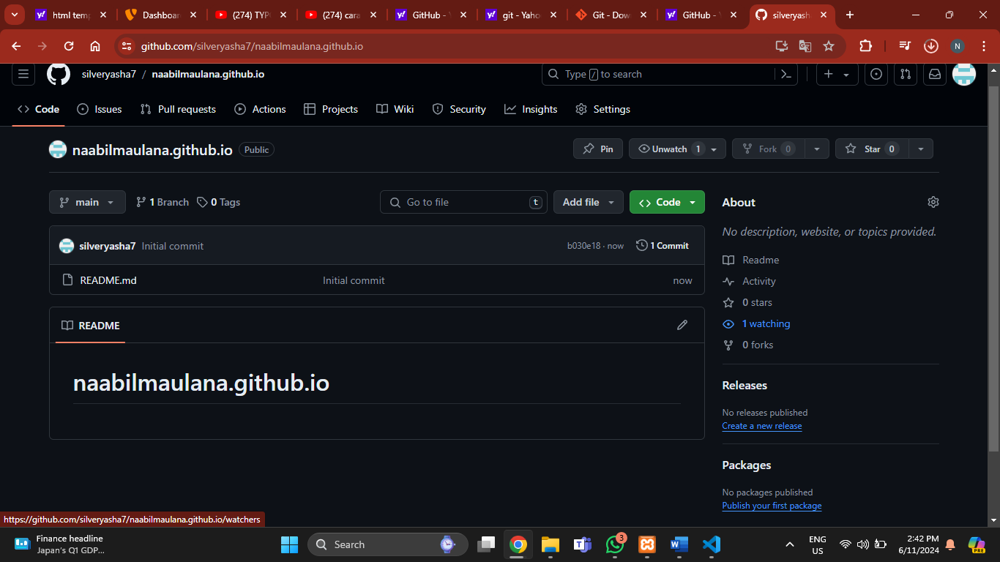 html temp
Dashboar
(274) TYP
(274) cara
GitHub - Y
git - Yaho
Git - Dow
GitHub - Y
silveryash
github.com/silveryasha7/naabilmaulana.github.io
N
silveryasha7 / naabilmaulana.github.io
Type / to search
Code Issues Pull requests Actions Projects Wiki Security Insights Settings
naabilmaulana.github.io Public
Pin Unwatch 1 Fork 0 Star 0
main 1 Branch 0 Tags Go to file t Add file Code
silveryasha7 Initial commit b030e18 · now 1 Commit
README.md Initial commit now
README
naabilmaulana.github.io
About
No description, website, or topics provided.
Readme
Activity
0 stars
1 watching
0 forks
Releases
No releases published
Create a new release
Packages
No packages published
Publish your first package
https://github.com/silveryasha7/naabilmaulana.github.io/watchers
Finance headline
Japan's Q1 GDP...
Search
3
ENG
US
2:42 PM
6/11/2024
PRE